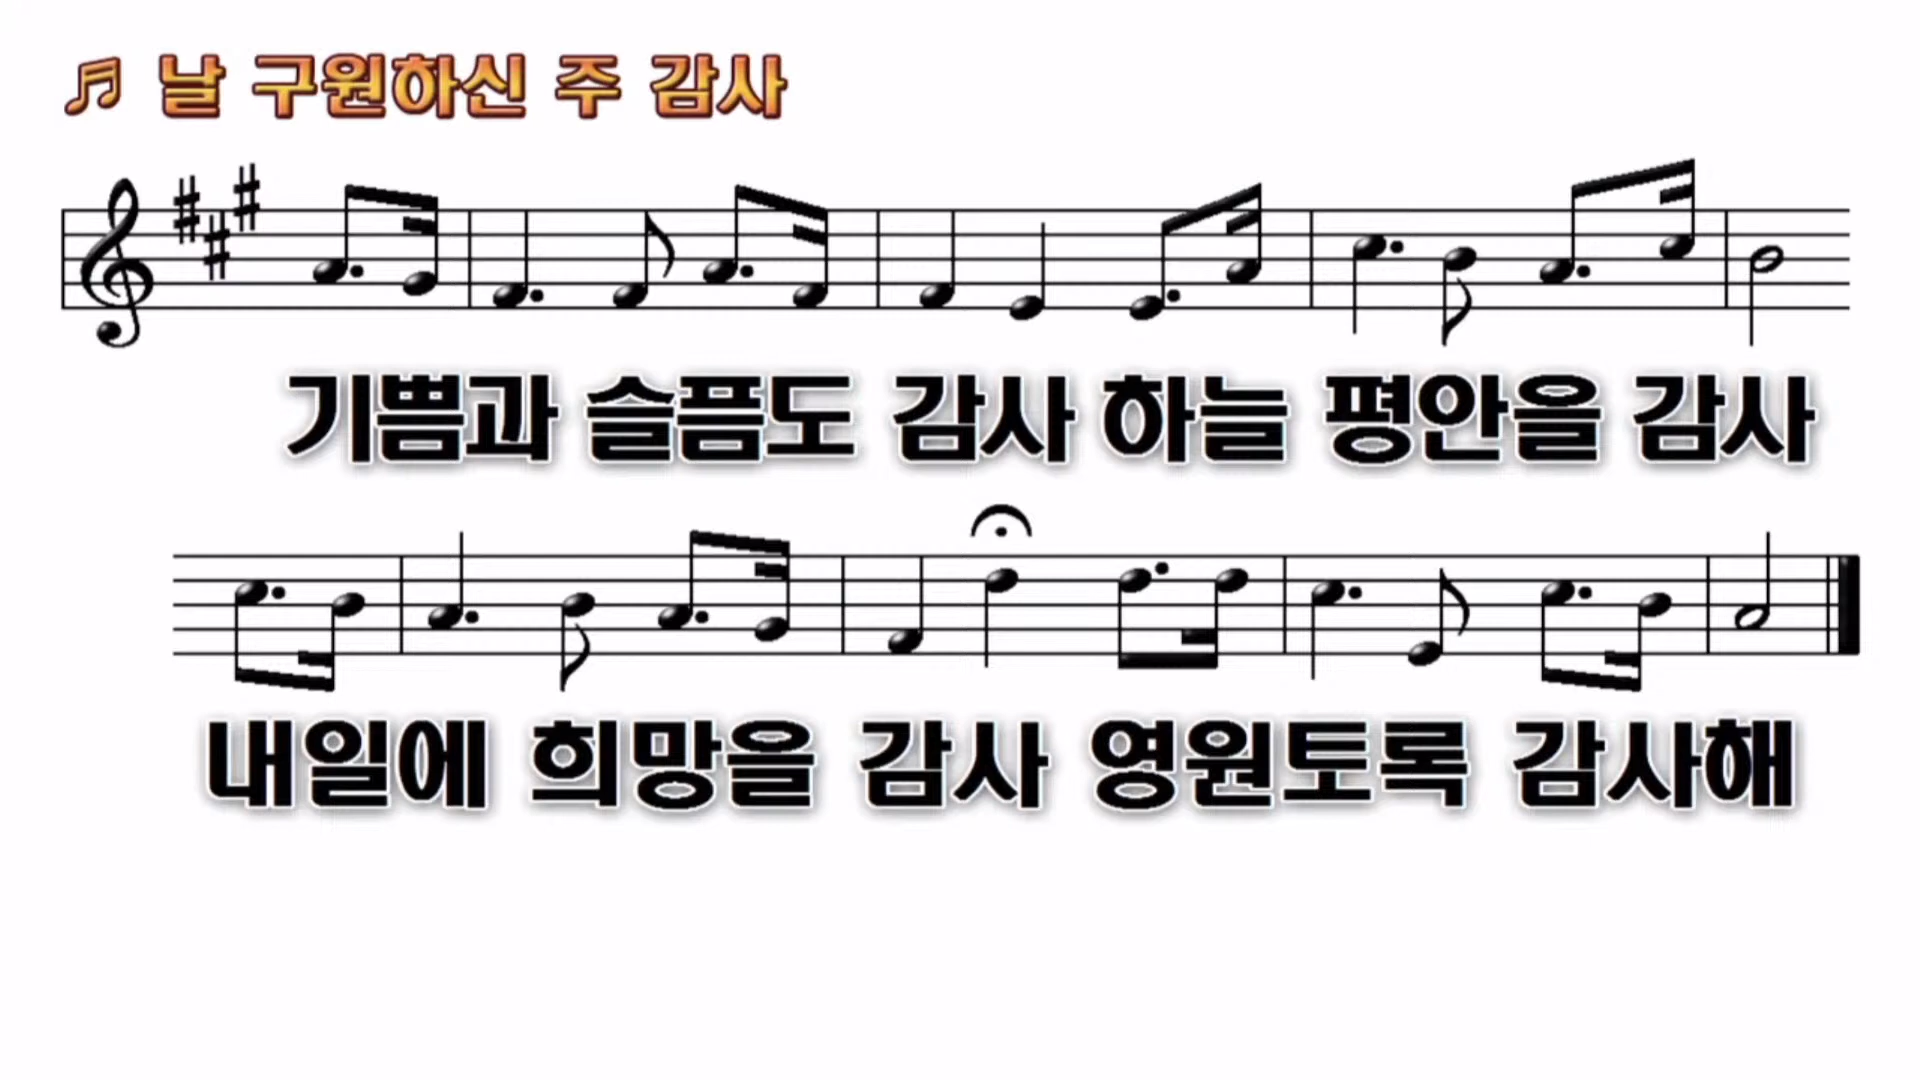 ♬ 날 구원하신 주 감사
기쁨과 슬픔도 감사 하늘 평안을 감사
내일에 희망을 감사 영원토록 감사해